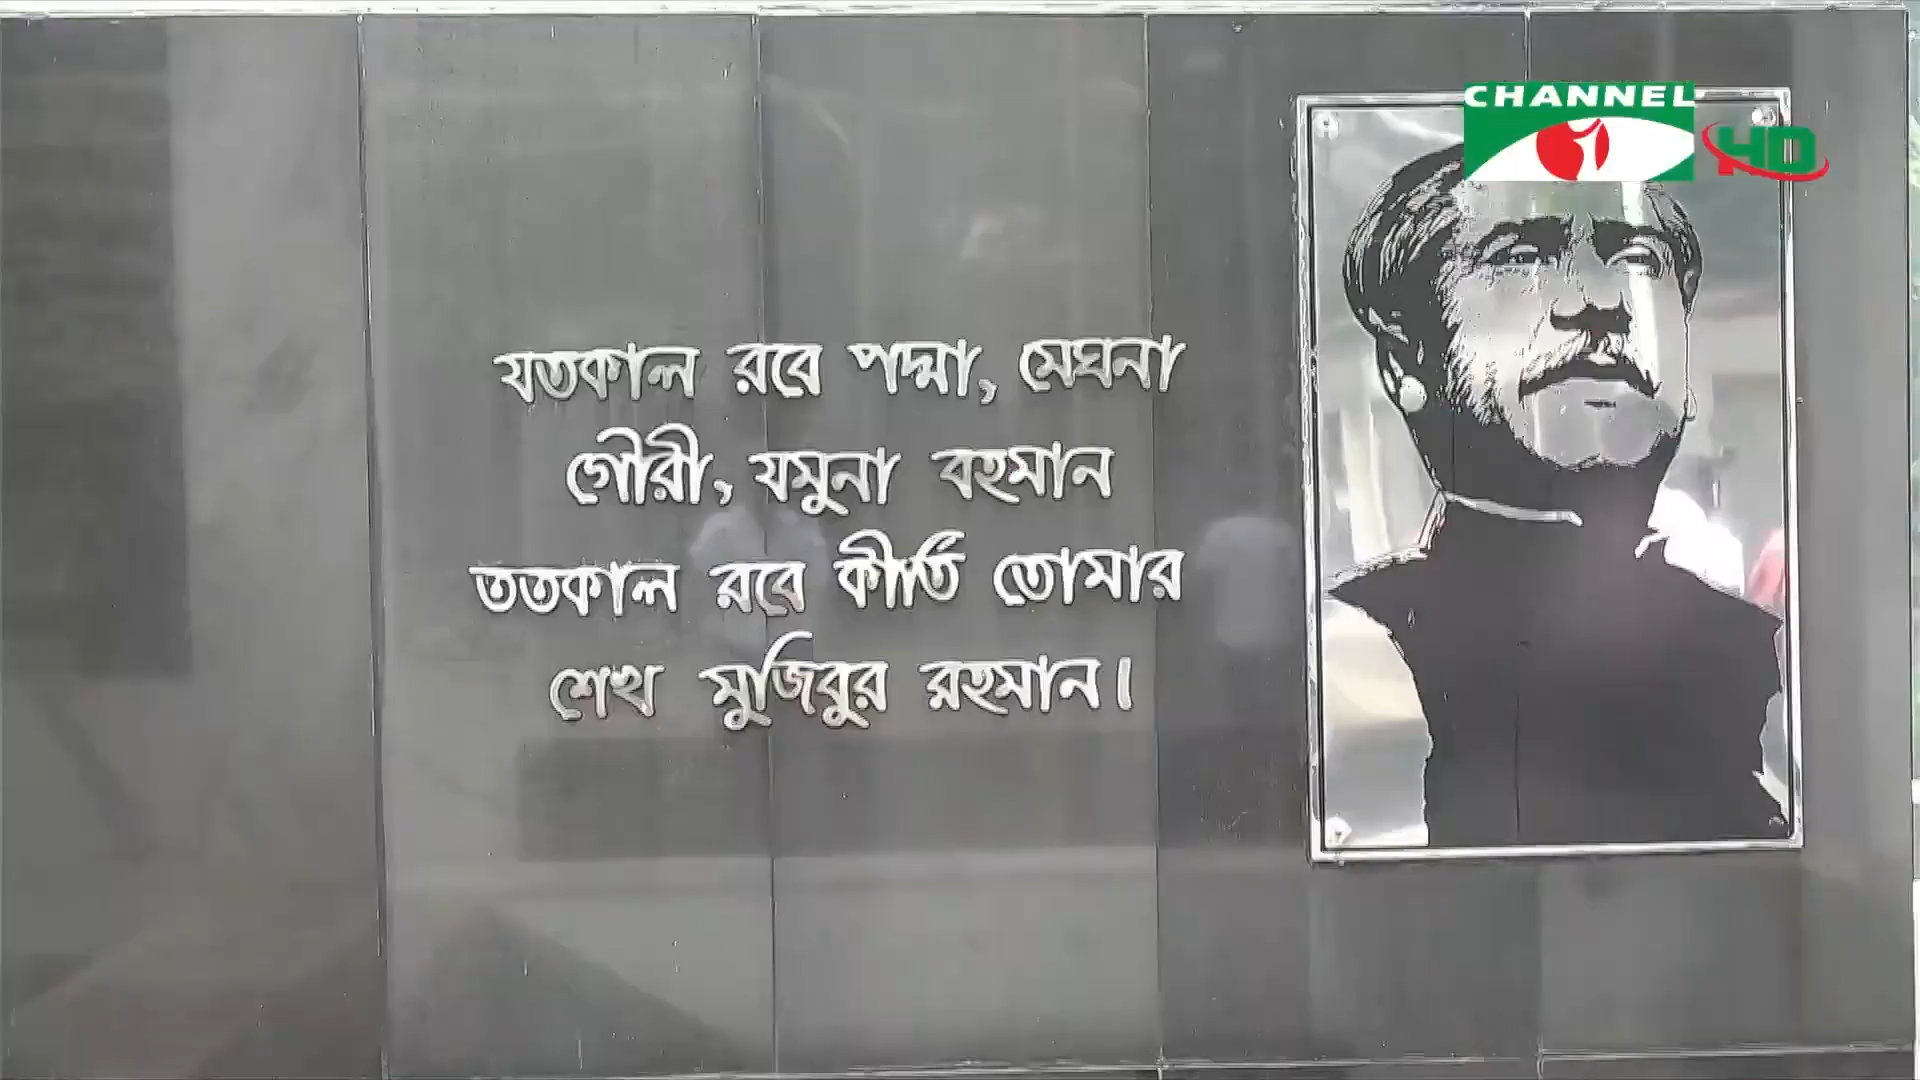 CHANNEL
HD
যতকাল রবে পদ্মা, মেঘনা
গৌরী, যমুনা বহমান
ততকাল রবে কীর্তি তোমার
শেখ মুজিবুর রহমান।